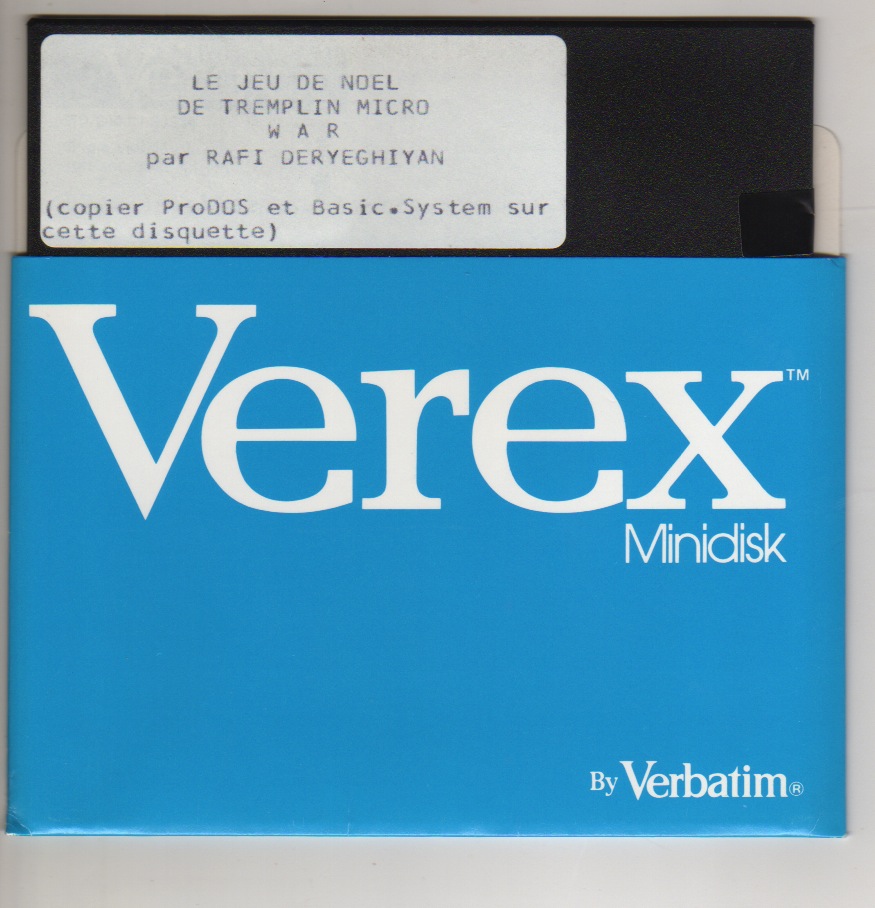 LE JEU DE NOEL
DE TREMPLIN MICRO
W A R
par RAFI DERYEGHIYAN
(copier ProDOS et Basic.System sur
cette disquette)
Verex™
Minidisk
By Verbatim®